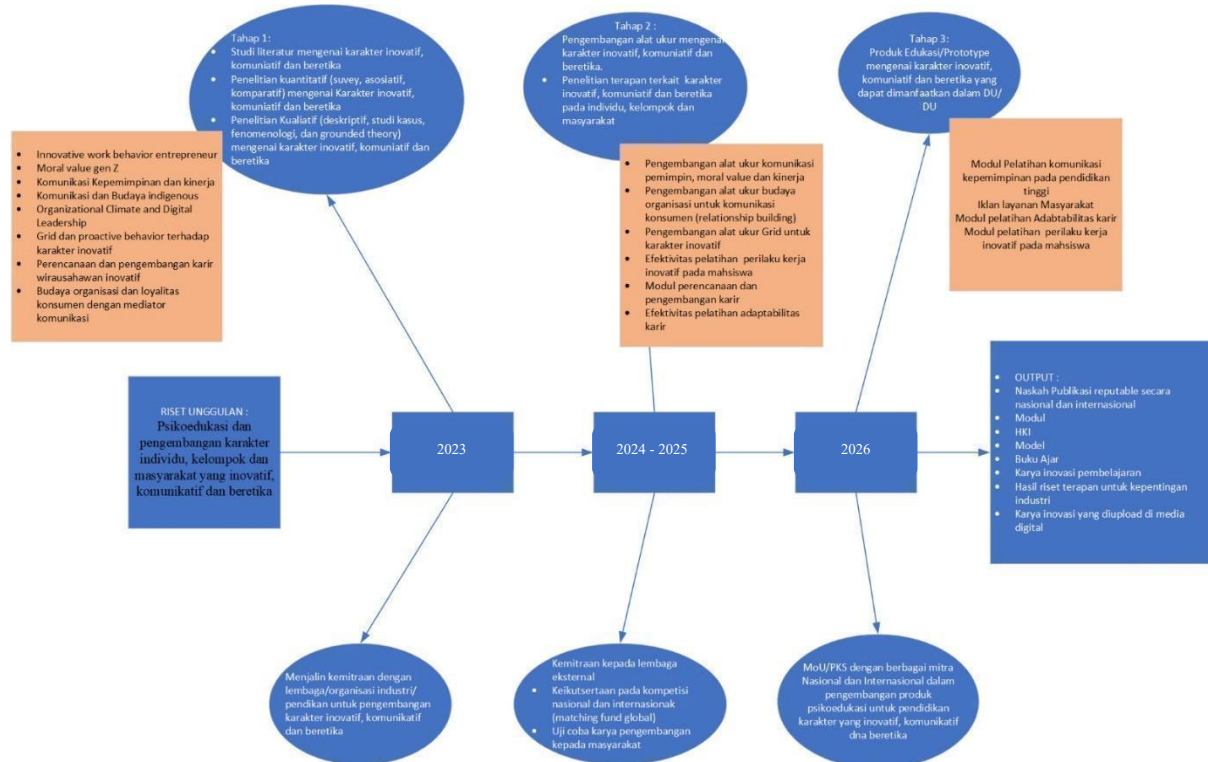 Tahap 1:
• Studi literatur mengenai karakter inovatif,
komuniatif dan beretika
• Penelitian kuantitatif (suvey, asosiatif,
komparatif) mengenai Karakter inovatif,
komuniatif dan beretika
• Penelitian Kualiatif (deskriptif, studi kasus,
fenomenologi, dan grounded theory)
mengenai karakter inovatif, komuniatif dan
beretika
Tahap 2 :
Pengembangan alat ukur mengenai
karakter inovatif, komuniatif dan
beretika.
• Penelitian terapan terkait karakter
inovatif, komuniatif dan beretika
pada individu, kelompok dan
masyarakat
Tahap 3:
Produk Edukasi/Prototype
mengenai karakter inovatif,
komuniatif dan beretika yang
dapat dimanfaatkan dalam DU/
DU
• Innovative work behavior entrepreneur
• Moral value gen Z
• Komunikasi Kepemimpinan dan kinerja
• Komunikasi dan Budaya indigenous
• Organizational Climate and Digital
Leadership
• Grid dan proactive behavior terhadap
karakter inovatif
• Perencanaan dan pengembangan karir
wirausahawan inovatif
• Budaya organisasi dan loyalitas
konsumen dengan mediator
komunikasi
• Pengembangan alat ukur komunikasi
pemimpin, moral value dan kinerja
• Pengembangan alat ukur budaya
organisasi untuk komunikasi
konsumen (relationship building)
• Pengembangan alat ukur Grid untuk
karakter inovatif
• Efektivitas pelatihan perilaku kerja
inovatif pada mahsiswa
• Modul perencanaan dan
pengembangan karir
• Efektivitas pelatihan adaptabilitas
karir
Modul Pelatihan komunikasi
kepemimpinan pada pendidikan
tinggi
Iklan layanan Masyarakat
Modul pelatihan Adabtabilitas karir
Modul pelatihan perilaku kerja
inovatif pada mahsiswa
RISET UNGGULAN :
Psikoedukasi dan
pengembangan karakter
individu, kelompok dan
masyarakat yang inovatif,
komunikatif dan beretika
2023
2024 - 2025
2026
• OUTPUT :
• Naskah Publikasi reputable secara
nasional dan internasional
• Modul
• HKI
• Model
• Buku Ajar
• Karya inovasi pembelajaran
• Hasil riset terapan untuk kepentingan
industri
• Karya inovasi yang diupload di media
digital
Menjalin kemitraan dengan
lembaga/organisasi industri/
pendikan untuk pengembangan
karakter inovatif, komunikatif
dan beretika
Kemitraan kepada lembaga
eksternal
• Keikutsertaan pada kompetisi
nasional dan internasionak
(matching fund global)
• Uji coba karya pengembangan
kepada masyarakat
MoU/PKS dengan berbagai mitra
Nasional dan Internasional dalam
pengembangan produk
psikoedukasi untuk pendidikan
karakter yang inovatif, komunikatif
dna beretika